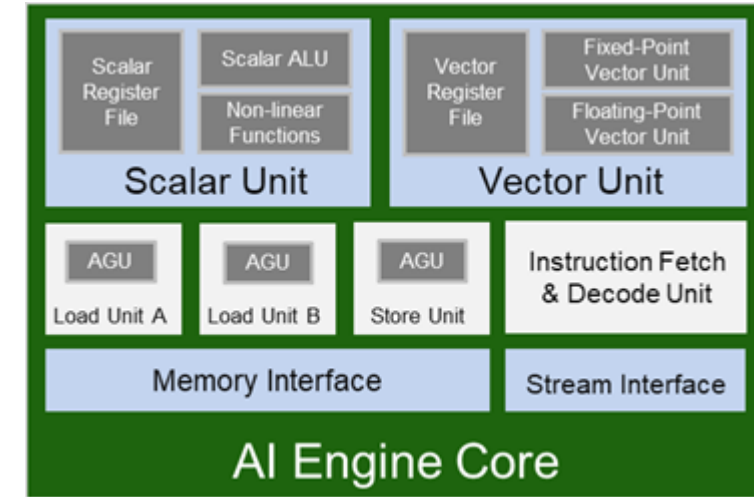 Scalar
Register
File
Scalar ALU
Non-linear
Functions
Scalar Unit
Vector
Register
File
Fixed-Point
Vector Unit
Floating-Point
Vector Unit
Vector Unit
AGU
Load Unit A
AGU
Load Unit B
AGU
Store Unit
Instruction Fetch
& Decode Unit
Memory Interface
Stream Interface
AI Engine Core